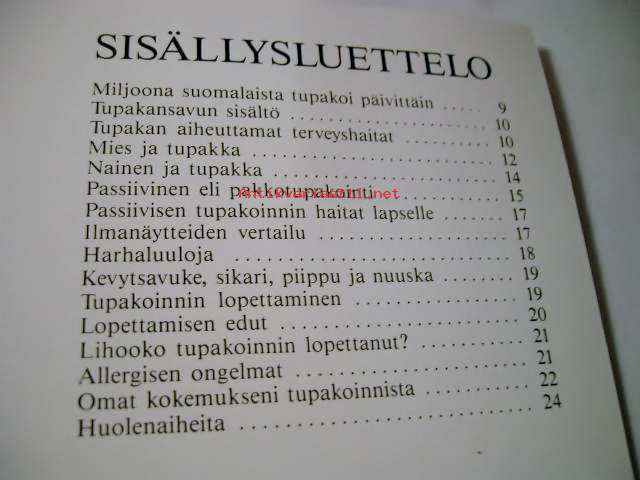 SISÄLLYSLUETTELO
Miljoona suomalaista tupakoi päivittäin ..... 9
Tupakansavun sisältö .................... 10
Tupakan aiheuttamat terveyshaitat .......... 10
Mies ja tupakka ........................ 12
Nainen ja tupakka ...................... 14
Passiivinen eli pakkotupakointi ............ 15
Passiivisen tupakoinnin haitat lapselle ...... 17
Ilmanäytteiden vertailu .................. 17
Harhaluuloja .......................... 18
Kevytsavuke, sikari, piippu ja nuuska ....... 19
Tupakoinnin lopettaminen ................ 19
Lopettamisen edut ...................... 20
Lihooko tupakoinnin lopettanut? .......... 21
Allergisen ongelmat .................... 21
Omat kokemukseni tupakoinnista .......... 22
Huolenaiheita .......................... 24